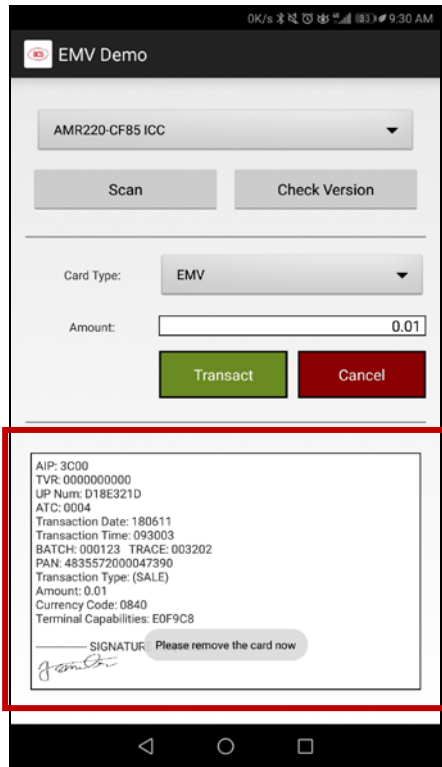 0K/s 83 9:30 AM
ACS EMV Demo
AMR220-CF85 ICC
Scan Check Version
Card Type: EMV
Amount: 0.01
Transact Cancel
AIP: 3C00
TVR: 0000000000
UP Num: D18E321D
ATC: 0004
Transaction Date: 180611
Transaction Time: 093003
BATCH: 000123 TRACE: 003202
PAN: 4835572000047390
Transaction Type: (SALE)
Amount: 0.01
Currency Code: 0840
Terminal Capabilities: E0F9C8
SIGNATUR Please remove the card now